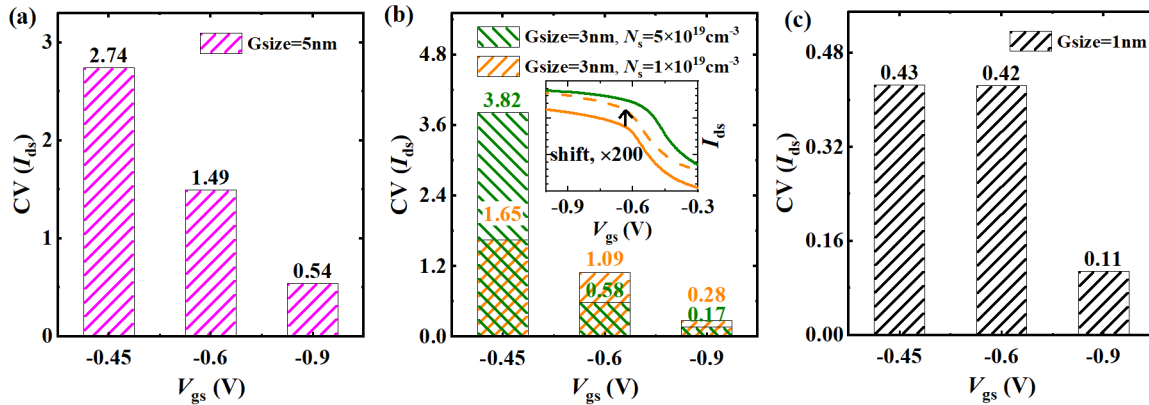 (a)
Gsize=5nm
CV (Ids)
3
2
1
0
2.74
1.49
0.54
-0.45
-0.6
-0.9
Vgs (V)
(b)
Gsize=3nm, Ns=5×10¹⁹cm⁻³
Gsize=3nm, Ns=1×10¹⁹cm⁻³
CV (Ids)
4.8
3.6
2.4
1.2
0.0
3.82
1.65
1.09
0.58
0.28
0.17
shift, ×200
Ids
-0.9
-0.6
-0.3
Vgs (V)
-0.45
-0.6
-0.9
Vgs (V)
(c)
Gsize=1nm
CV (Ids)
0.48
0.32
0.16
0.00
0.43
0.42
0.11
-0.45
-0.6
-0.9
Vgs (V)